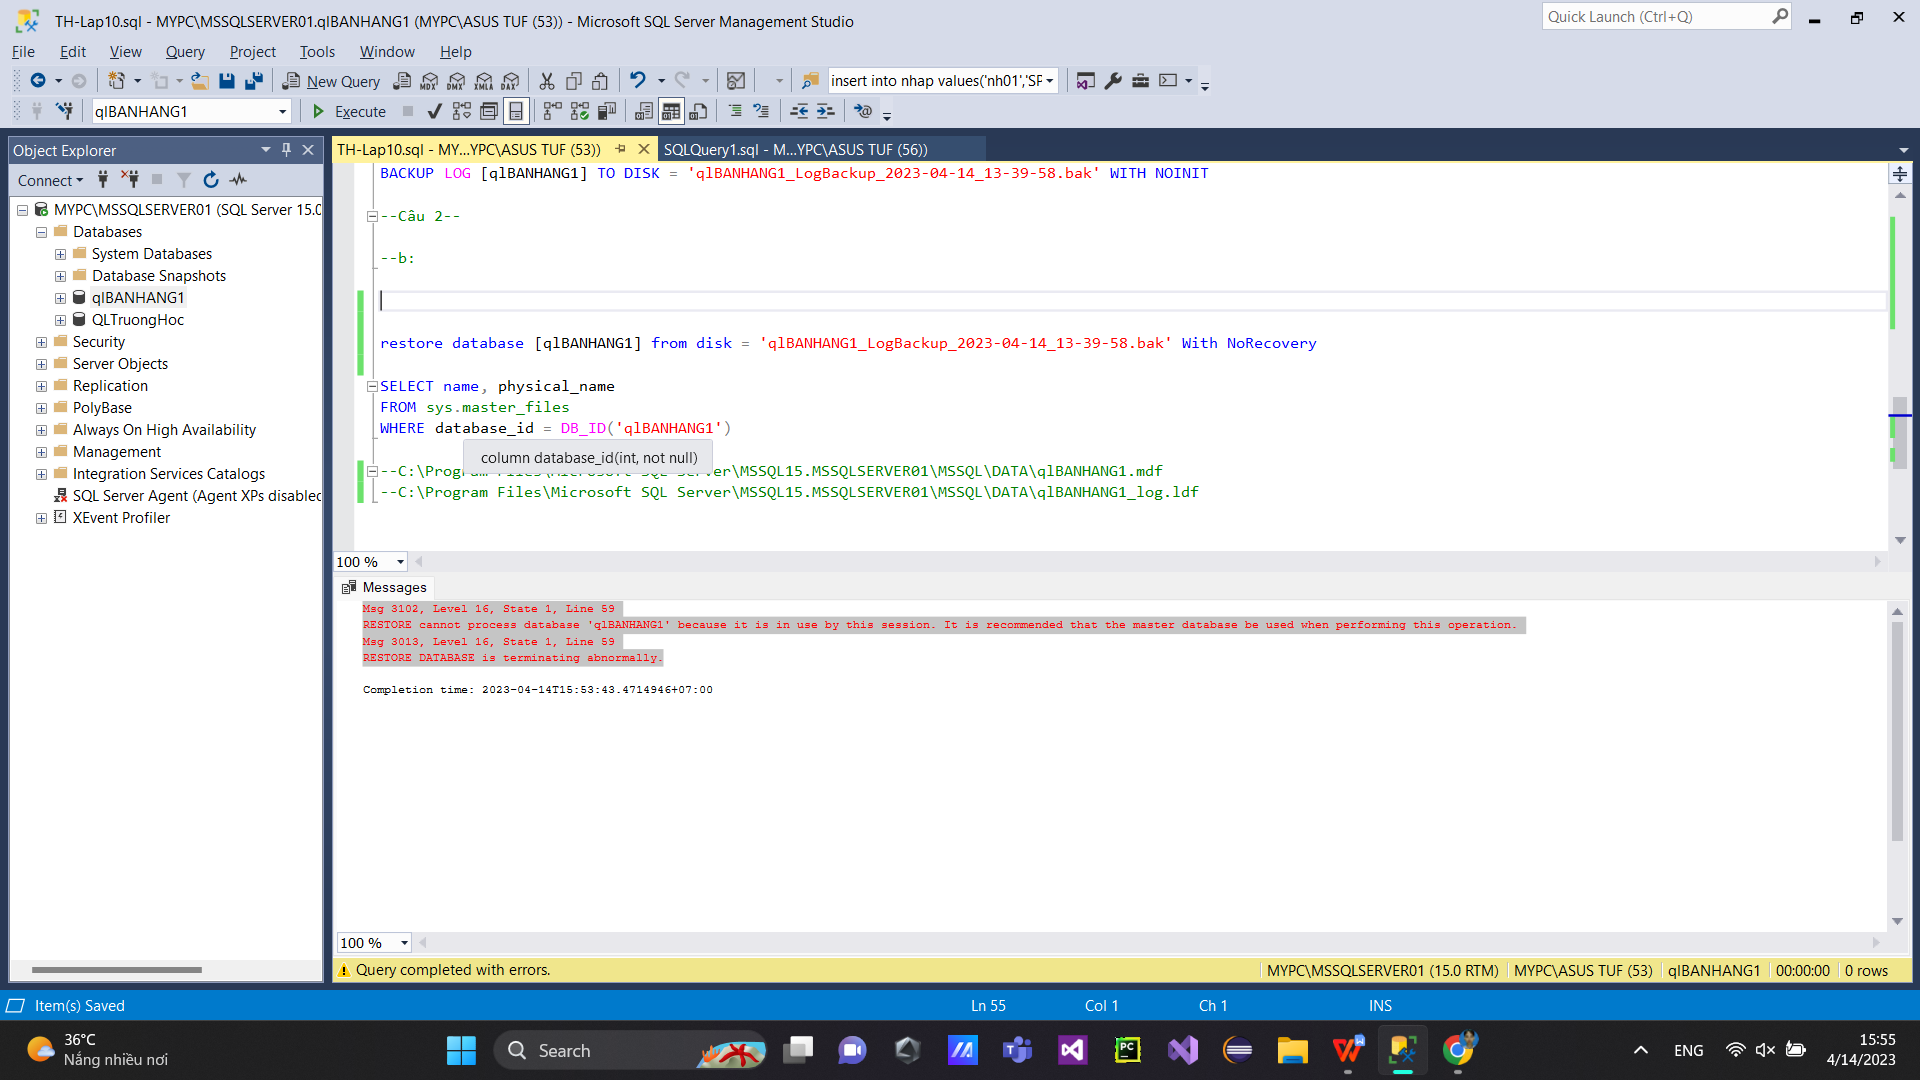 TH-Lap10.sql - MYPC\MSSQLSERVER01.qlBANHANG1 (MYPC\ASUS TUF (53)) - Microsoft SQL Server Management Studio
Quick Launch (Ctrl+Q)
File Edit View Query Project Tools Window Help
New Query
MDX DMX XMLA DAX
insert into nhap values('nh01','SF
qlBANHANG1
Execute
Object Explorer
TH-Lap10.sql - MY...YPC\ASUS TUF (53))
SQLQuery1.sql - M...YPC\ASUS TUF (56))
Connect
MYPC\MSSQLSERVER01 (SQL Server 15.0
Databases
System Databases
Database Snapshots
qlBANHANG1
QLTruongHoc
Security
Server Objects
Replication
PolyBase
Always On High Availability
Management
Integration Services Catalogs
SQL Server Agent (Agent XPs disabled
XEvent Profiler
BACKUP LOG [qlBANHANG1] TO DISK = 'qlBANHANG1_LogBackup_2023-04-14_13-39-58.bak' WITH NOINIT
--Câu 2--
--b:
restore database [qlBANHANG1] from disk = 'qlBANHANG1_LogBackup_2023-04-14_13-39-58.bak' With NoRecovery
SELECT name, physical_name
FROM sys.master_files
WHERE database_id = DB_ID('qlBANHANG1')
column database_id(int, not null)
--C:\Program Files\Microsoft SQL Server\MSSQL15.MSSQLSERVER01\MSSQL\DATA\qlBANHANG1.mdf
--C:\Program Files\Microsoft SQL Server\MSSQL15.MSSQLSERVER01\MSSQL\DATA\qlBANHANG1_log.ldf
100 %
Messages
Msg 3102, Level 16, State 1, Line 59
RESTORE cannot process database 'qlBANHANG1' because it is in use by this session. It is recommended that the master database be used when performing this operation.
Msg 3013, Level 16, State 1, Line 59
RESTORE DATABASE is terminating abnormally.
Completion time: 2023-04-14T15:53:43.4714946+07:00
100 %
Query completed with errors.
MYPC\MSSQLSERVER01 (15.0 RTM)
MYPC\ASUS TUF (53)
qlBANHANG1
00:00:00
0 rows
Item(s) Saved
Ln 55
Col 1
Ch 1
INS
36°C
Nắng nhiều nơi
Search
PC
ENG
15:55
4/14/2023